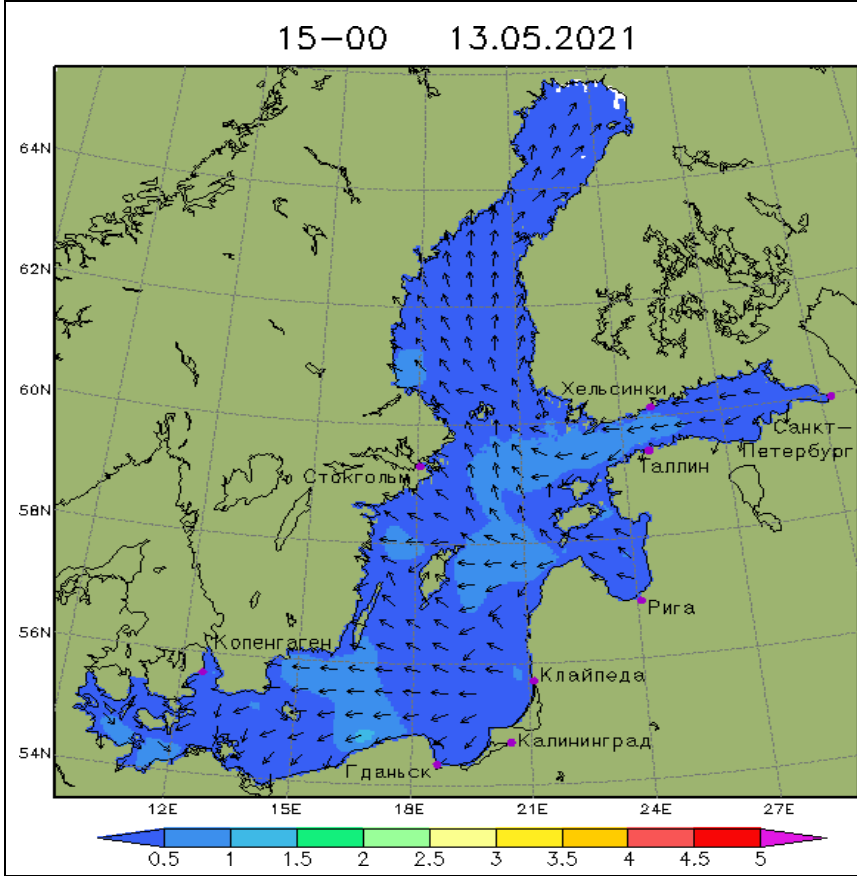 15-00 13.05.2021
64N
62N
60N
58N
56N
54N
Хельсинки
Санкт-
Петербург
Таллин
Стокгольм
Рига
Копенгаген
Клайпеда
Калининград
Гданьск
12E 15E 18E 21E 24E 27E
0.5 1 1.5 2 2.5 3 3.5 4 4.5 5